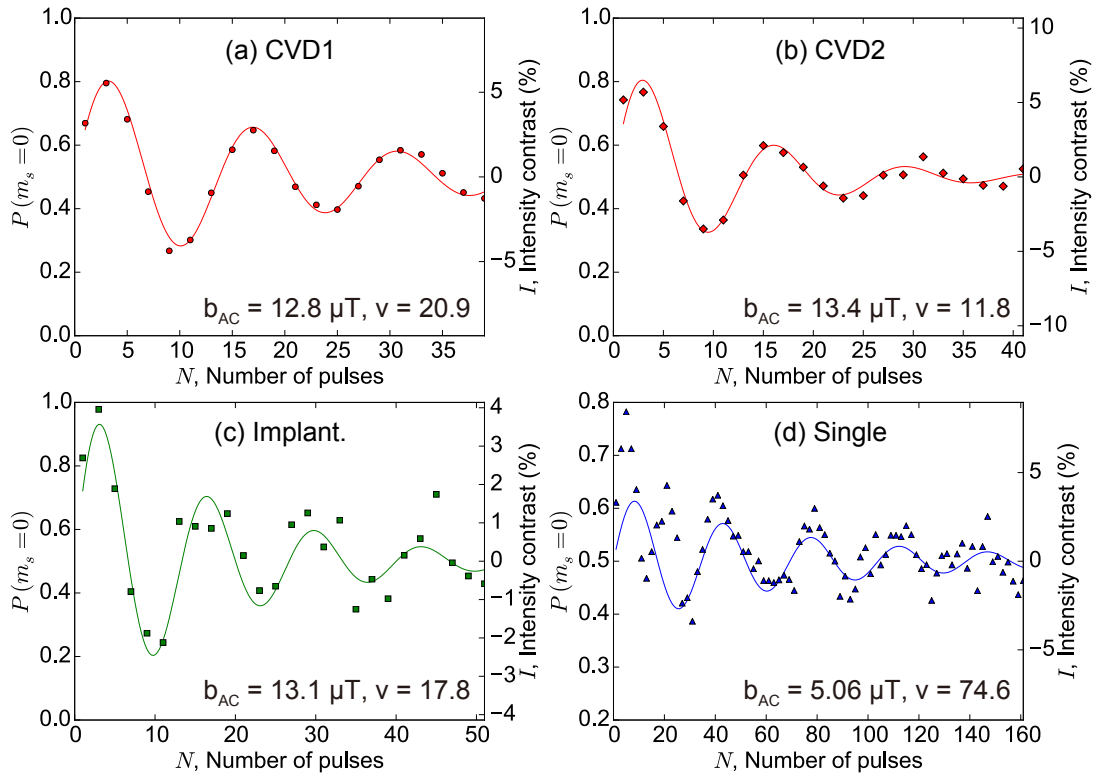 (a) CVD1
1.0
0.8
0.6
0.4
0.2
0.0
P (m_s = 0)
5
0
−5
I, Intensity contrast (%)
b_AC = 12.8 μT, v = 20.9
0 5 10 15 20 25 30 35
N, Number of pulses
(b) CVD2
1.0
0.8
0.6
0.4
0.2
0.0
P (m_s = 0)
10
5
0
−5
−10
I, Intensity contrast (%)
b_AC = 13.4 μT, v = 11.8
0 5 10 15 20 25 30 35 40
N, Number of pulses
(c) Implant.
1.0
0.8
0.6
0.4
0.2
0.0
P (m_s = 0)
4
3
2
1
0
−1
−2
−3
−4
I, Intensity contrast (%)
b_AC = 13.1 μT, v = 17.8
0 10 20 30 40 50
N, Number of pulses
(d) Single
0.8
0.7
0.6
0.5
0.4
0.3
0.2
P (m_s = 0)
5
0
−5
I, Intensity contrast (%)
b_AC = 5.06 μT, v = 74.6
0 20 40 60 80 100 120 140 160
N, Number of pulses